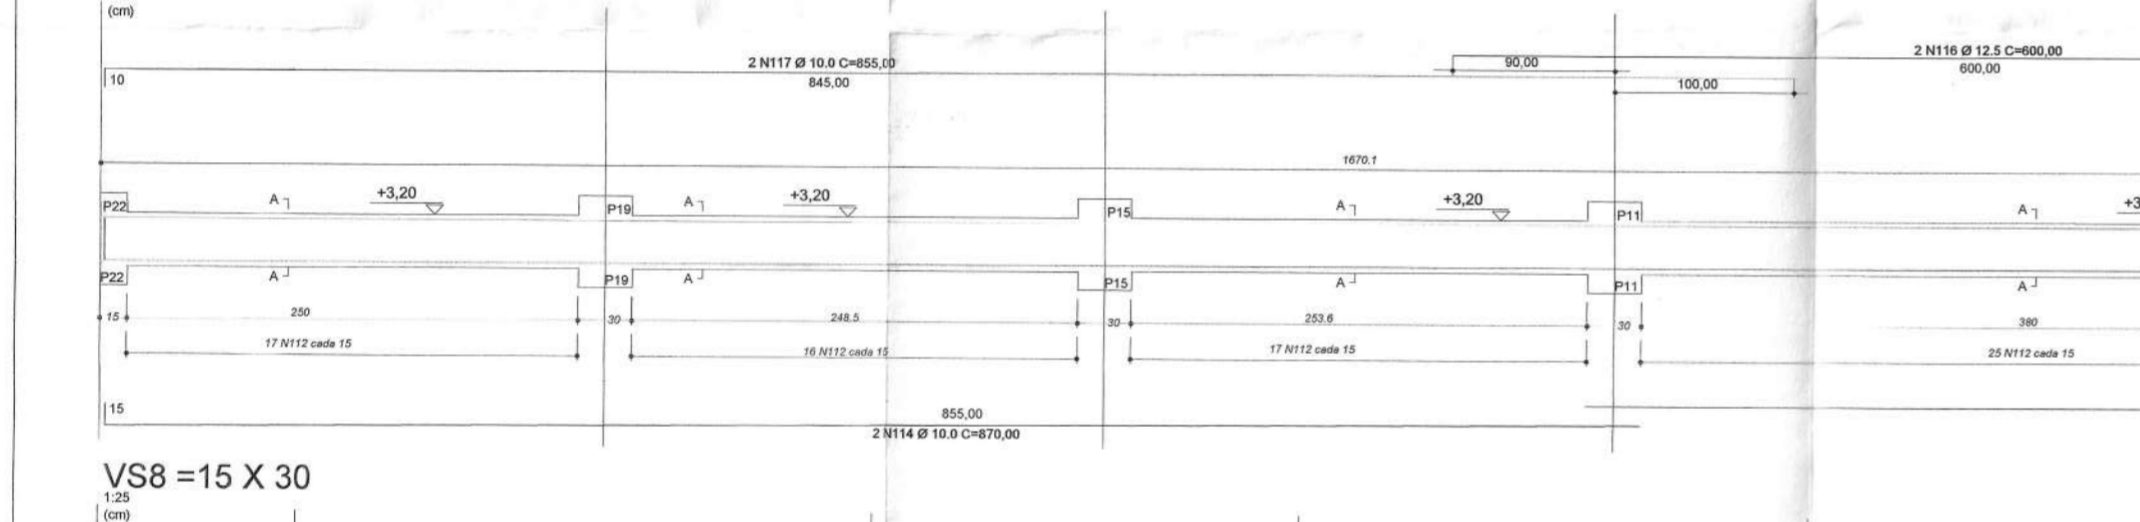 (cm)
2 N117 Ø 10.0 C=855,00
10
845,00
90,00
2 N116 Ø 12.5 C=600,00
600,00
100,00
1670.1
P22
A
+3,20
P19
A
+3,20
P15
A
+3,20
P11
A
+3
P22
A
P19
A
P15
A
P11
A
15
250
30
248.5
30
253.6
30
380
17 N112 cada 15
16 N112 cada 15
17 N112 cada 15
25 N112 cada 15
15
855,00
2 N114 Ø 10.0 C=870,00
VS8 =15 X 30
1:25
(cm)